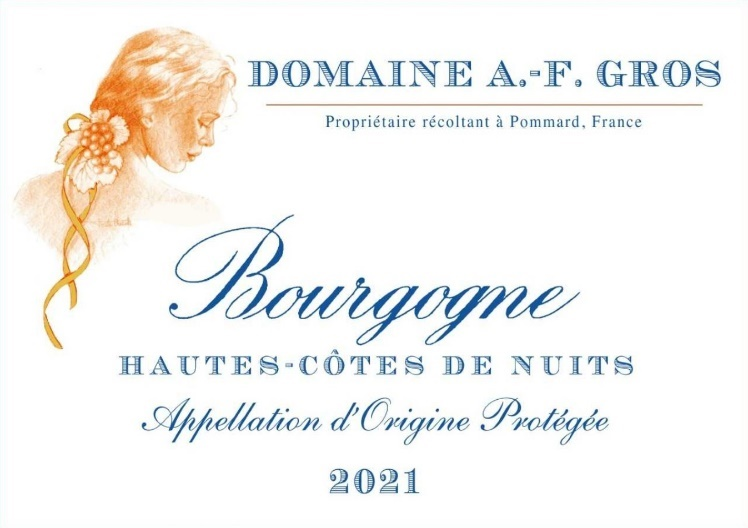 DOMAINE A.-F. GROS
Propriétaire récoltant à Pommard, France
Bourgogne
HAUTES-CÔTES DE NUITS
Appellation d'Origine Protégée
2021